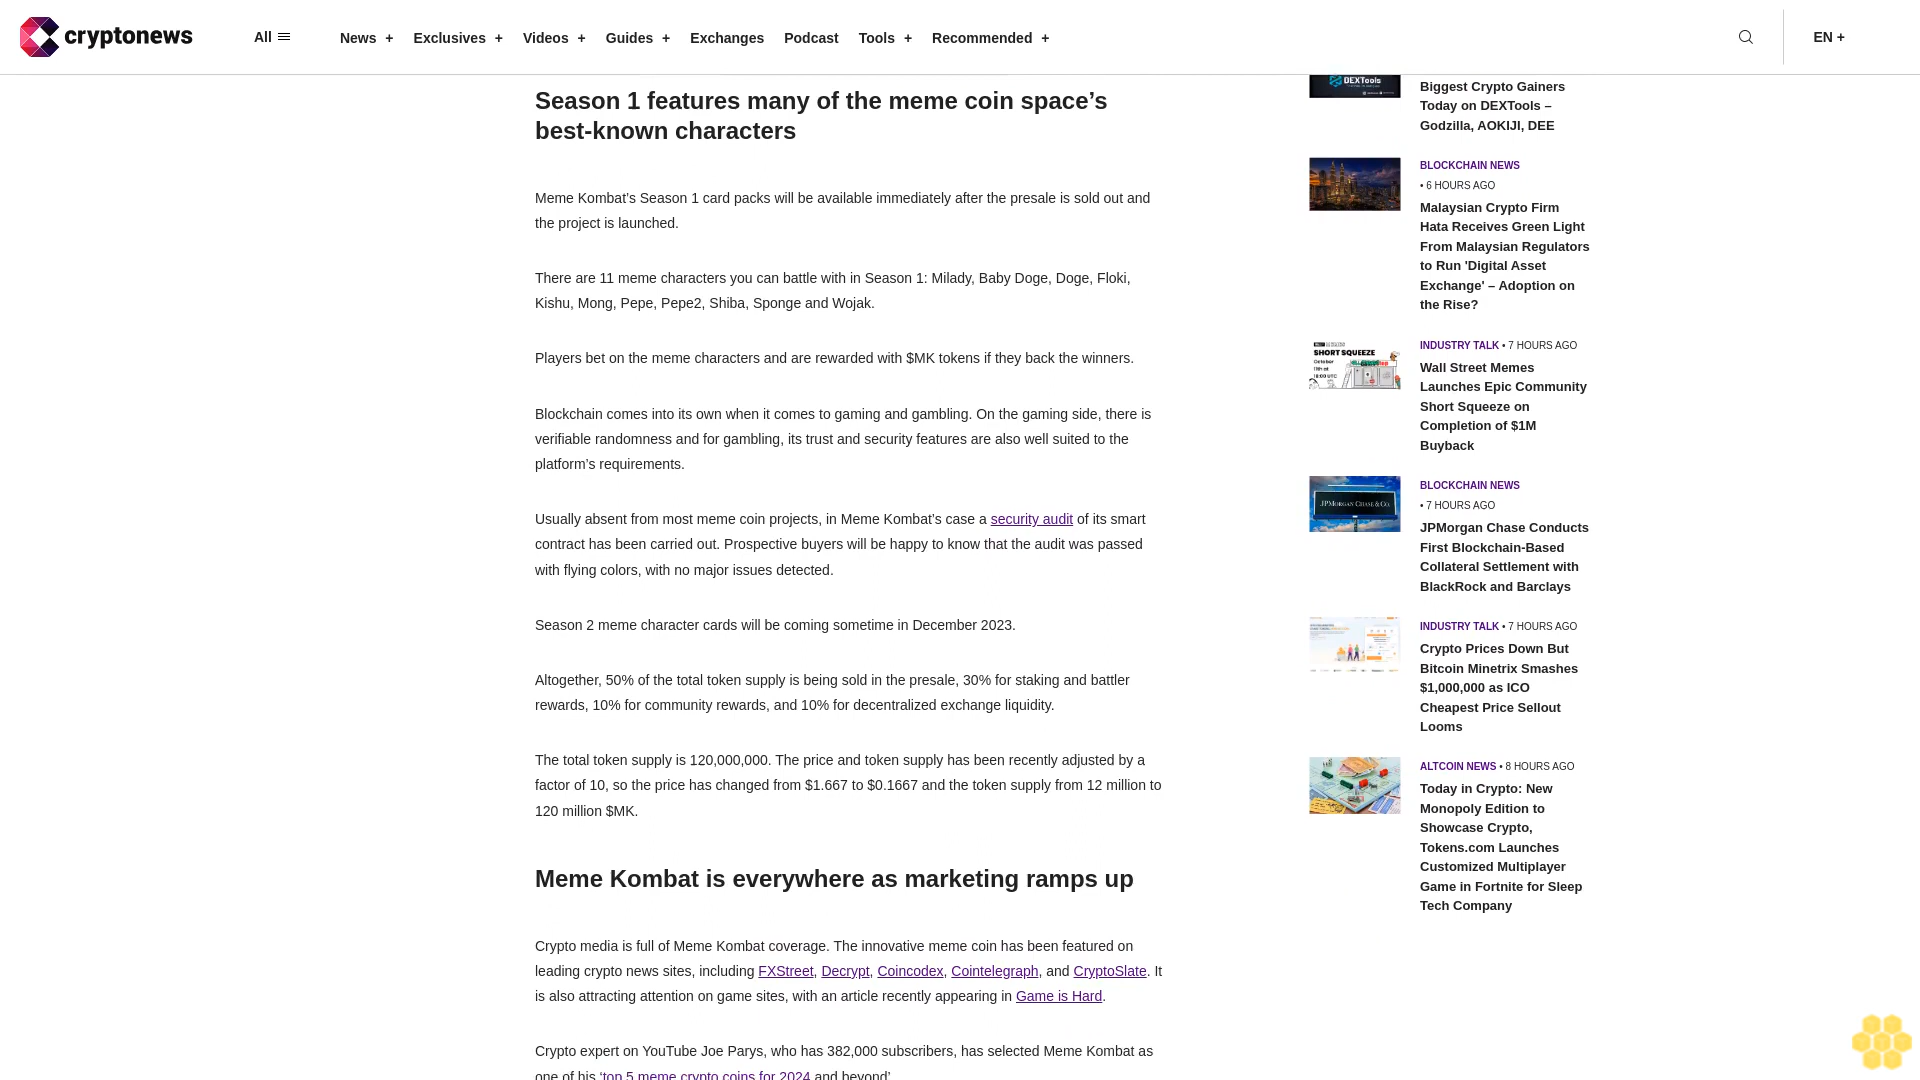 cryptonews
All
News +
Exclusives +
Videos +
Guides +
Exchanges
Podcast
Tools +
Recommended +
EN +
Season 1 features many of the meme coin space’s
best-known characters
Meme Kombat’s Season 1 card packs will be available immediately after the presale is sold out and
the project is launched.
There are 11 meme characters you can battle with in Season 1: Milady, Baby Doge, Doge, Floki,
Kishu, Mong, Pepe, Pepe2, Shiba, Sponge and Wojak.
Players bet on the meme characters and are rewarded with $MK tokens if they back the winners.
Blockchain comes into its own when it comes to gaming and gambling. On the gaming side, there is
verifiable randomness and for gambling, its trust and security features are also well suited to the
platform’s requirements.
Usually absent from most meme coin projects, in Meme Kombat’s case a security audit of its smart
contract has been carried out. Prospective buyers will be happy to know that the audit was passed
with flying colors, with no major issues detected.
Season 2 meme character cards will be coming sometime in December 2023.
Altogether, 50% of the total token supply is being sold in the presale, 30% for staking and battler
rewards, 10% for community rewards, and 10% for decentralized exchange liquidity.
The total token supply is 120,000,000. The price and token supply has been recently adjusted by a
factor of 10, so the price has changed from $1.667 to $0.1667 and the token supply from 12 million to
120 million $MK.
Meme Kombat is everywhere as marketing ramps up
Crypto media is full of Meme Kombat coverage. The innovative meme coin has been featured on
leading crypto news sites, including FXStreet, Decrypt, Coincodex, Cointelegraph, and CryptoSlate. It
is also attracting attention on game sites, with an article recently appearing in Game is Hard.
Crypto expert on YouTube Joe Parys, who has 382,000 subscribers, has selected Meme Kombat as
one of his ‘top 5 meme crypto coins for 2024 and beyond’.
DEXTools
Biggest Crypto Gainers
Today on DEXTools –
Godzilla, AOKIJI, DEE
BLOCKCHAIN NEWS
• 6 HOURS AGO
Malaysian Crypto Firm
Hata Receives Green Light
From Malaysian Regulators
to Run 'Digital Asset
Exchange' – Adoption on
the Rise?
SHORT SQUEEZE
October
11th at
18:00 UTC
INDUSTRY TALK • 7 HOURS AGO
Wall Street Memes
Launches Epic Community
Short Squeeze on
Completion of $1M
Buyback
JPMORGAN CHASE & CO.
BLOCKCHAIN NEWS
• 7 HOURS AGO
JPMorgan Chase Conducts
First Blockchain-Based
Collateral Settlement with
BlackRock and Barclays
INDUSTRY TALK • 7 HOURS AGO
Crypto Prices Down But
Bitcoin Minetrix Smashes
$1,000,000 as ICO
Cheapest Price Sellout
Looms
ALTCOIN NEWS • 8 HOURS AGO
Today in Crypto: New
Monopoly Edition to
Showcase Crypto,
Tokens.com Launches
Customized Multiplayer
Game in Fortnite for Sleep
Tech Company